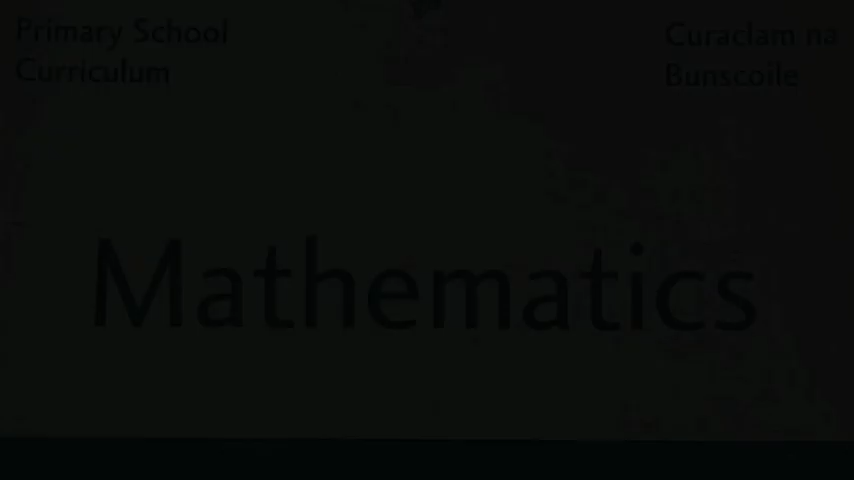 Primary School
Curriculum
Curaclam na
Bunscoile
Mathematics